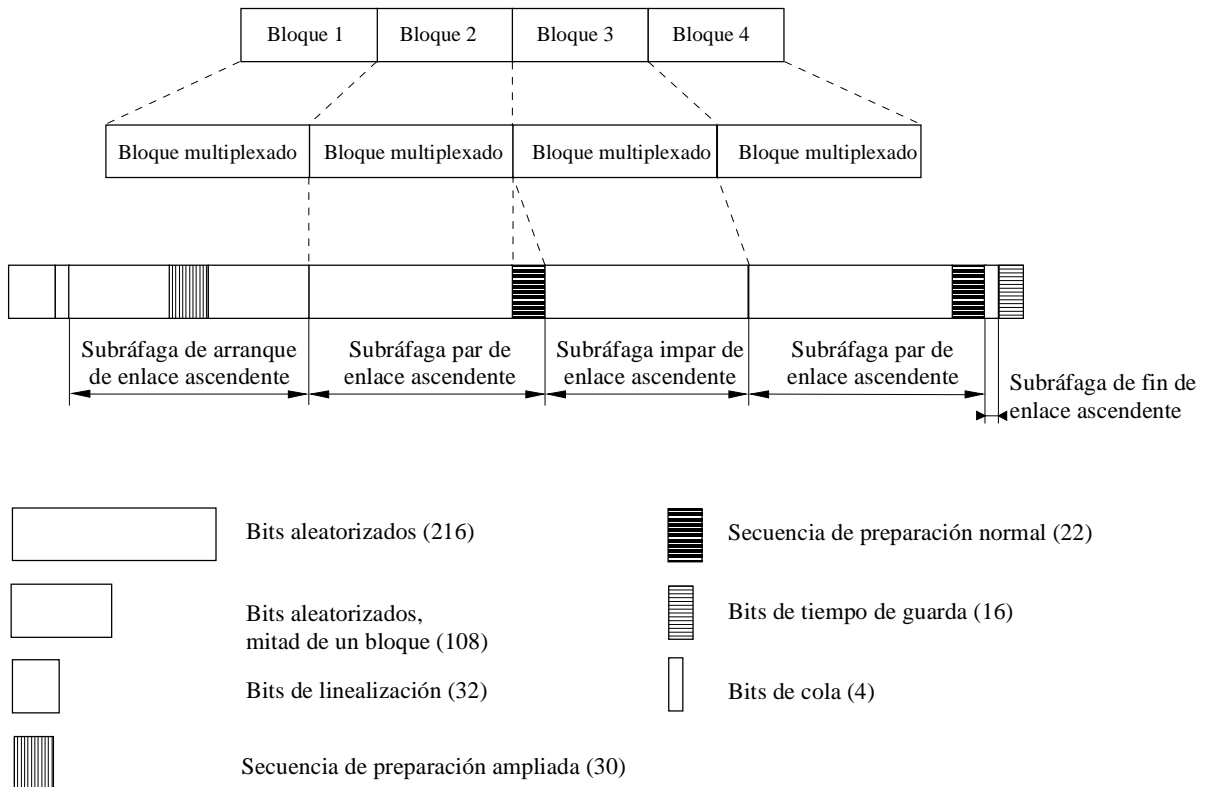 Bloque 1
Bloque 2
Bloque 3
Bloque 4
Bloque multiplexado
Bloque multiplexado
Bloque multiplexado
Bloque multiplexado
Subráfaga de arranque
de enlace ascendente
Subráfaga par de
enlace ascendente
Subráfaga impar de
enlace ascendente
Subráfaga par de
enlace ascendente
Subráfaga de fin de
enlace ascendente
Bits aleatorizados (216)
Bits aleatorizados,
mitad de un bloque (108)
Bits de linealización (32)
Secuencia de preparación ampliada (30)
Secuencia de preparación normal (22)
Bits de tiempo de guarda (16)
Bits de cola (4)